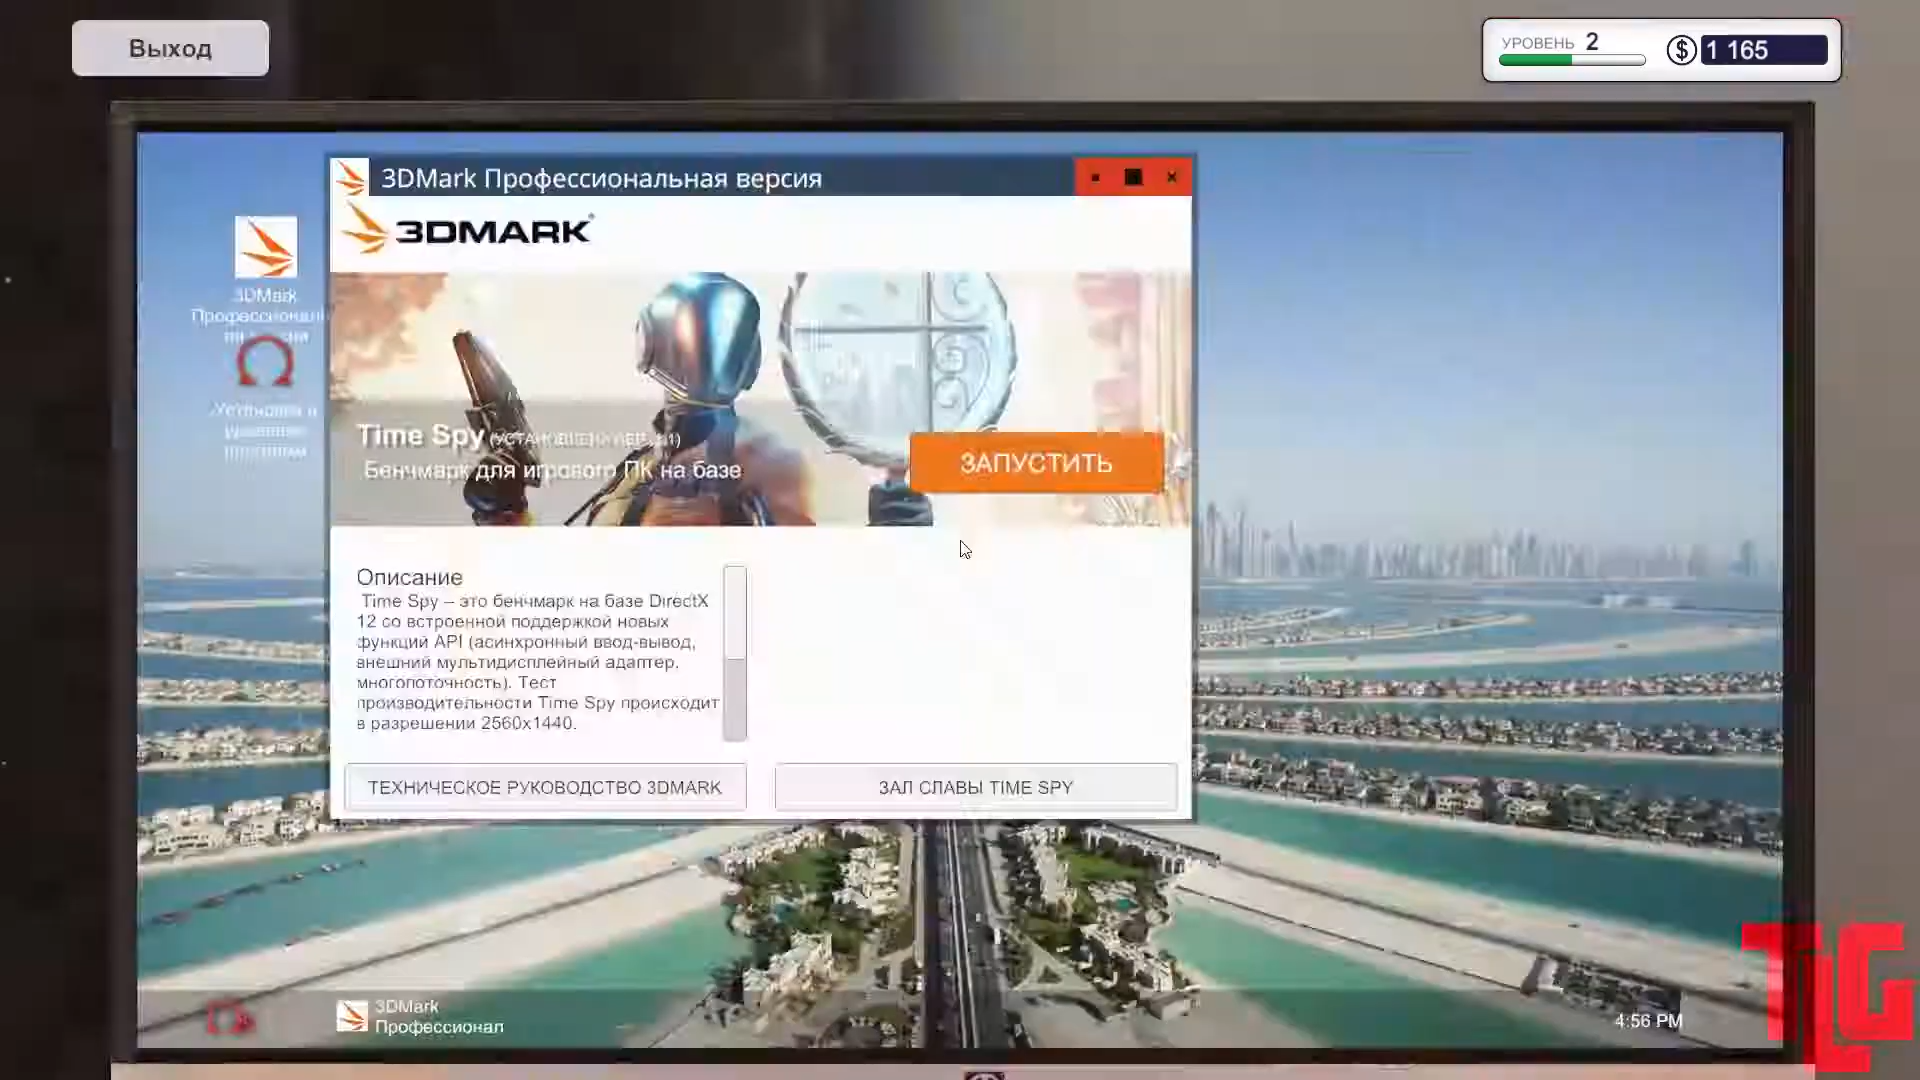 Выход
УРОВЕНЬ 2
$ 1 165
3DMark Профессиональная версия
3DMARK
3DMark
Time Spy
Бенчмарк для игрового ПК на базе
ЗАПУСТИТЬ
Описание
Time Spy – это бенчмарк на базе DirectX
12 со встроенной поддержкой новых
функций API (асинхронный ввод-вывод,
внешний мультидисплейный адаптер,
многопоточность). Тест
производительности Time Spy происходит
в разрешении 2560x1440.
ТЕХНИЧЕСКОЕ РУКОВОДСТВО 3DMARK
ЗАЛ СЛАВЫ TIME SPY
3DMark
Профессионал
4:56 PM
TLG